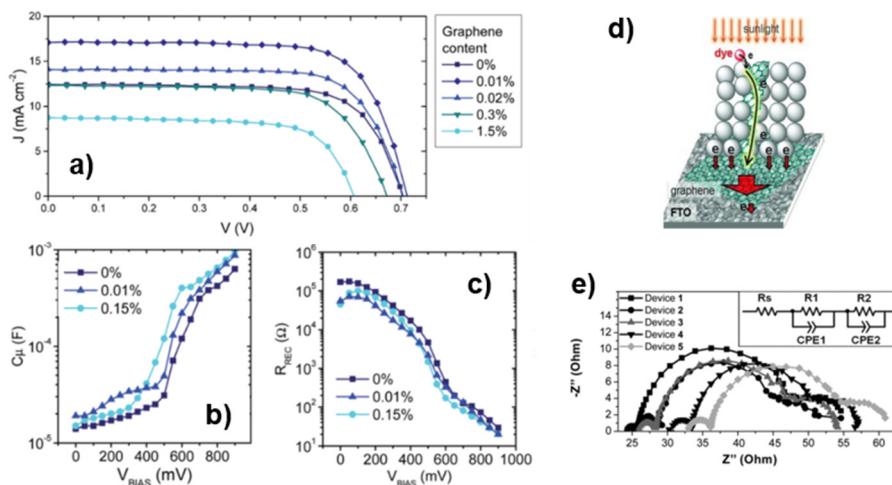 a)
20
15
10
5
0
J (mA cm⁻²)
0.0 0.1 0.2 0.3 0.4 0.5 0.6 0.7
V (V)
Graphene
content
0%
0.01%
0.02%
0.3%
1.5%
b)
10⁻³
10⁻⁴
10⁻⁵
Cμ (F)
0%
0.01%
0.15%
0 200 400 600 800
V_BIAS (mV)
c)
10⁶
10⁵
10⁴
10³
10²
10¹
R_REC (Ω)
0%
0.01%
0.15%
0 200 400 600 800 1000
V_BIAS (mV)
d)
sunlight
dye
e
e
e
e e e e
graphene
e
FTO
e)
Device 1
Device 2
Device 3
Device 4
Device 5
Rs R1 R2
CPE1 CPE2
16
14
12
10
8
6
4
2
0
-Z" (Ohm)
25 30 35 40 45 50 55 60
Z" (Ohm)